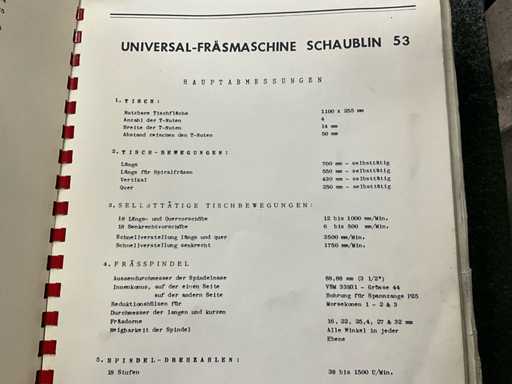 UNIVERSAL-FRÄSMASCHINE SCHAUBLIN 53
HAUPTABMESSUNGEN
1. TISCH:
Nutzbare Tischfläche 1100 x 255 mm
Anzahl der T-Nuten 4
Breite der T-Nuten 14 mm
Abstand zwischen den T-Nuten 50 mm
2. TISCH-BEWEGUNGEN:
Längs 700 mm - selbsttätig
Längs für Spiralfräsen 550 mm - selbsttätig
Vertikal 420 mm - selbsttätig
Quer 250 mm - selbsttätig
3. SELBSTTÄTIGE TISCHBEWEGUNGEN:
18 Längs- und Quervorschübe 12 bis 1000 mm/Min.
18 Senkrechtvorschübe 6 bis 500 mm/Min.
Schnellverstellung längs und quer 3500 mm/Min.
Schnellverstellung senkrecht 1750 mm/Min.
4. FRÄSSPINDEL
Aussendurchmesser der Spindelnase 88,88 mm (3 1/2")
Innenkonus, auf der einen Seite VSM 33931 - Grösse 44
auf der andern Seite Bohrung für Spannzange P25
Reduktionshülsen für Morsekonen 1 - 2 & 3
Durchmesser der langen und kurzen
Fräsdorne 16, 22, 25,4, 27 & 32 mm
Neigbarkeit der Spindel Alle Winkel in jeder
Ebene
5. SPINDEL-DREHZAHLEN:
18 Stufen 38 bis 1500 U/Min.